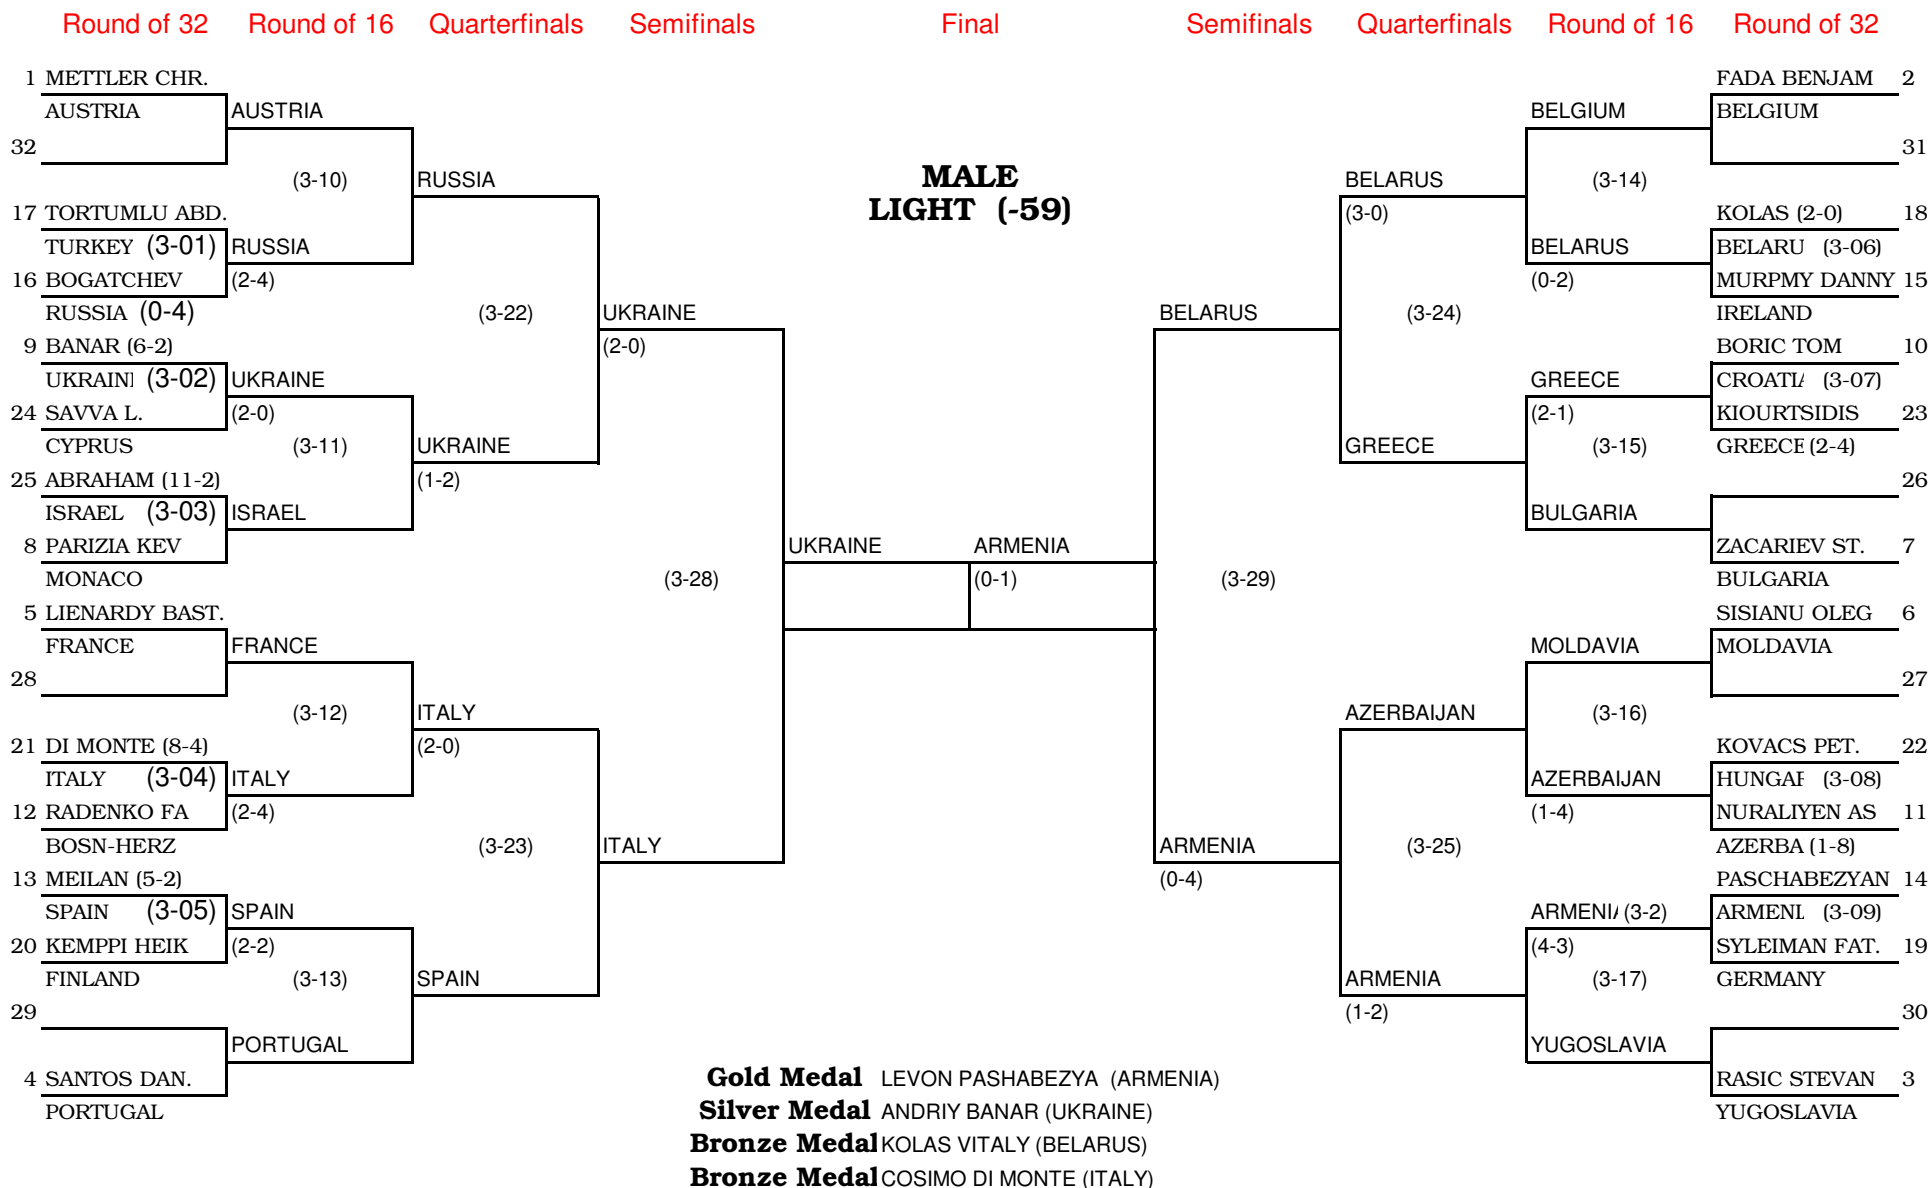 Round of 32 Round of 16 Quarterfinals Semifinals Final Semifinals Quarterfinals Round of 16 Round of 32
1 METTLER CHR. FADA BENJAM 2
AUSTRIA AUSTRIA BELGIUM BELGIUM
32 31
(3-10) RUSSIA MALE BELARUS (3-14)
17 TORTUMLU ABD. LIGHT (-59) (3-0) KOLAS (2-0) 18
TURKEY (3-01) RUSSIA BELARUS BELARU (3-06)
16 BOGATCHEV (2-4) (0-2) MURPMY DANNY 15
RUSSIA (0-4) (3-22) UKRAINE BELARUS (3-24) IRELAND
9 BANAR (6-2) (2-0) BORIC TOM 10
UKRAINI (3-02) UKRAINE GREECE CROATIA (3-07)
24 SAVVA L. (2-0) (2-1) KIOURTSIDIS 23
CYPRUS (3-11) UKRAINE GREECE (3-15) GREECE (2-4)
25 ABRAHAM (11-2) (1-2) 26
ISRAEL (3-03) ISRAEL BULGARIA
8 PARIZIA KEV UKRAINE ARMENIA ZACARIEV ST. 7
MONACO (3-28) (0-1) (3-29) BULGARIA
5 LIENARDY BAST. SISIANU OLEG 6
FRANCE FRANCE MOLDAVIA MOLDAVIA
28 27
(3-12) ITALY AZERBAIJAN (3-16)
21 DI MONTE (8-4) (2-0) KOVACS PET. 22
ITALY (3-04) ITALY AZERBAIJAN HUNGAR (3-08)
12 RADENKO FA (2-4) (1-4) NURALIYEN AS 11
BOSN-HERZ (3-23) ITALY ARMENIA (3-25) AZERBA (1-8)
13 MEILAN (5-2) (0-4) PASCHABEZYAN 14
SPAIN (3-05) SPAIN ARMENIA (3-2) ARMENI (3-09)
20 KEMPPI HEIK (2-2) (4-3) SYLEIMAN FAT. 19
FINLAND (3-13) SPAIN ARMENIA (3-17) GERMANY
29 (1-2) 30
PORTUGAL YUGOSLAVIA
4 SANTOS DAN. RASIC STEVAN 3
PORTUGAL YUGOSLAVIA
Gold Medal LEVON PASHABEZYA (ARMENIA)
Silver Medal ANDRIY BANAR (UKRAINE)
Bronze Medal KOLAS VITALY (BELARUS)
Bronze Medal COSIMO DI MONTE (ITALY)